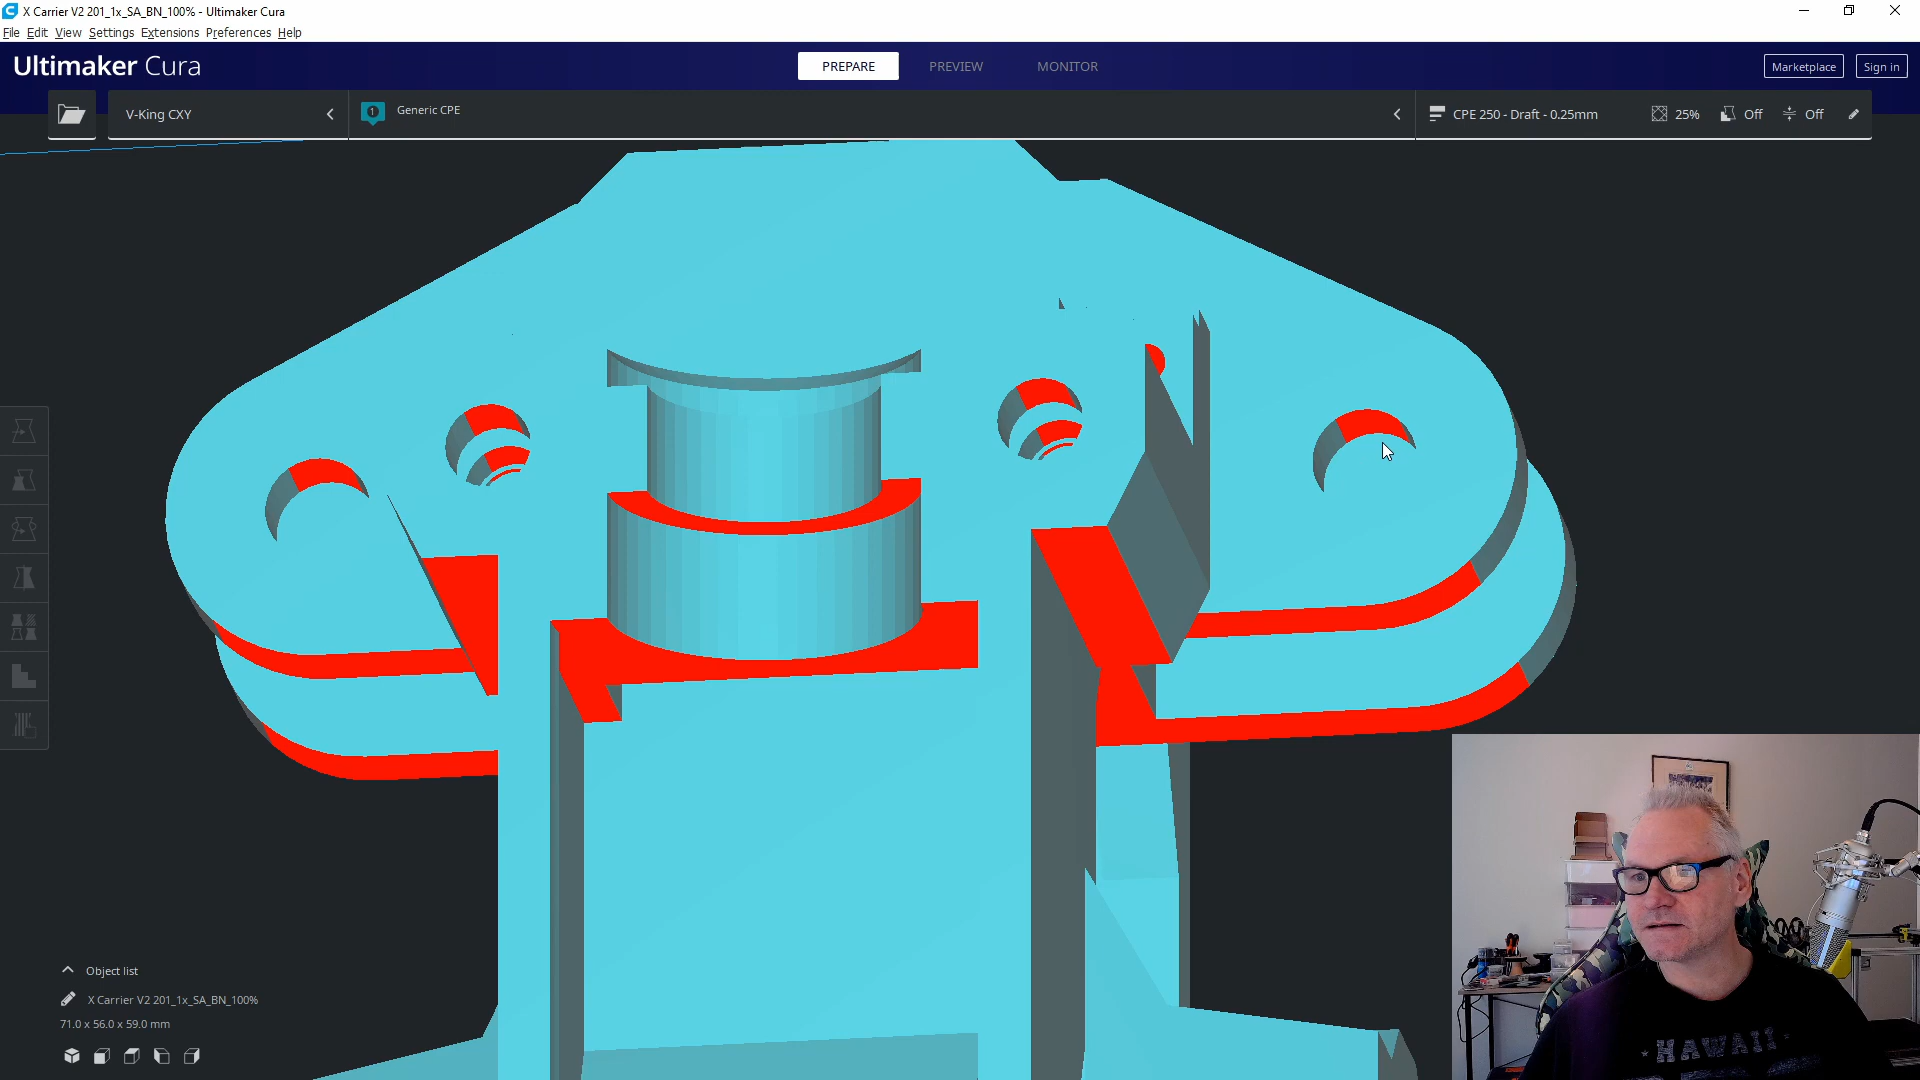 X Carrier V2 201_1x_SA_BN_100% - Ultimaker Cura
File Edit View Settings Extensions Preferences Help
Ultimaker Cura
PREPARE PREVIEW MONITOR
Marketplace Sign in
V-King CXY
1
Generic CPE
CPE 250 - Draft - 0.25mm
25% Off Off
Object list
X Carrier V2 201_1x_SA_BN_100%
71.0 x 56.0 x 59.0 mm
HAWAII